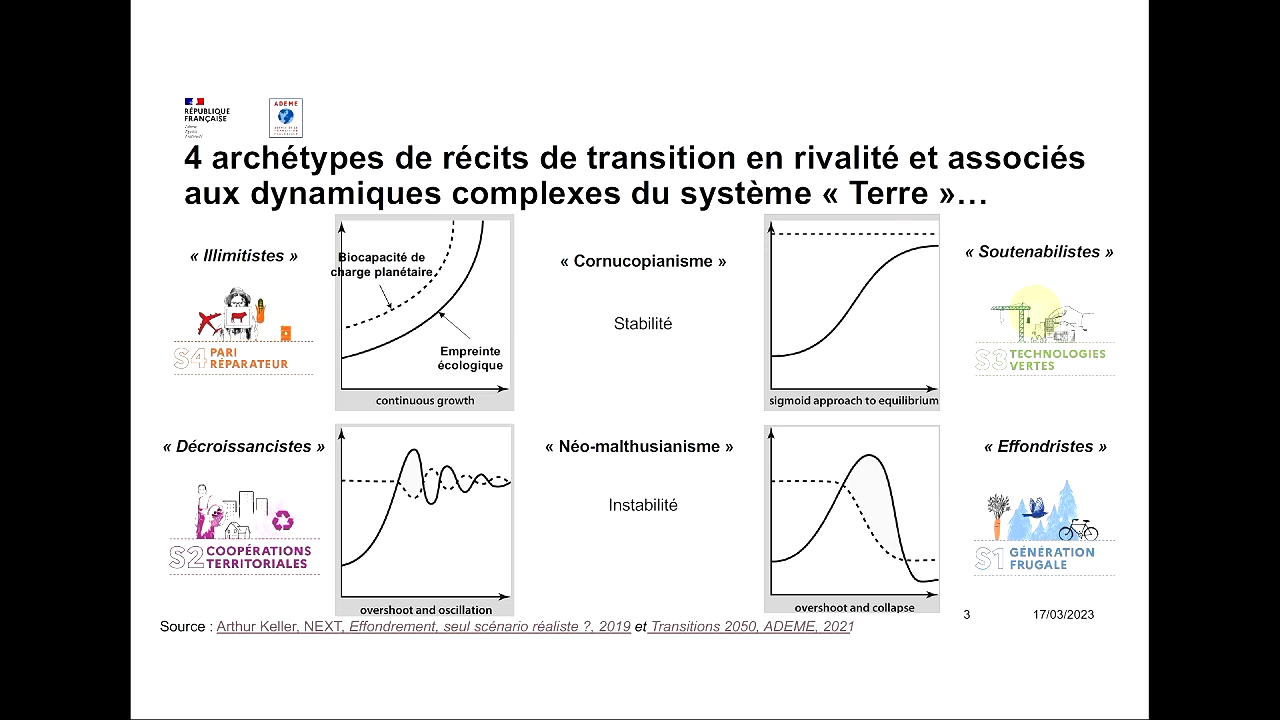 RÉPUBLIQUE
FRANÇAISE
Liberté
Égalité
Fraternité
ADEME
4 archétypes de récits de transition en rivalité et associés
aux dynamiques complexes du système « Terre »…
« Illimitistes »
S4 PARI
RÉPARATEUR
Biocapacité de
charge planétaire
Empreinte
écologique
continuous growth
« Cornucopianisme »
Stabilité
sigmoid approach to equilibrium
« Soutenabilistes »
S3 TECHNOLOGIES
VERTES
« Décroissancistes »
S2 COOPÉRATIONS
TERRITORIALES
overshoot and oscillation
« Néo-malthusianisme »
Instabilité
overshoot and collapse
« Effondristes »
S1 GÉNÉRATION
FRUGALE
3
17/03/2023
Source : Arthur Keller, NEXT, Effondrement, seul scénario réaliste ?, 2019 et Transitions 2050, ADEME, 2021